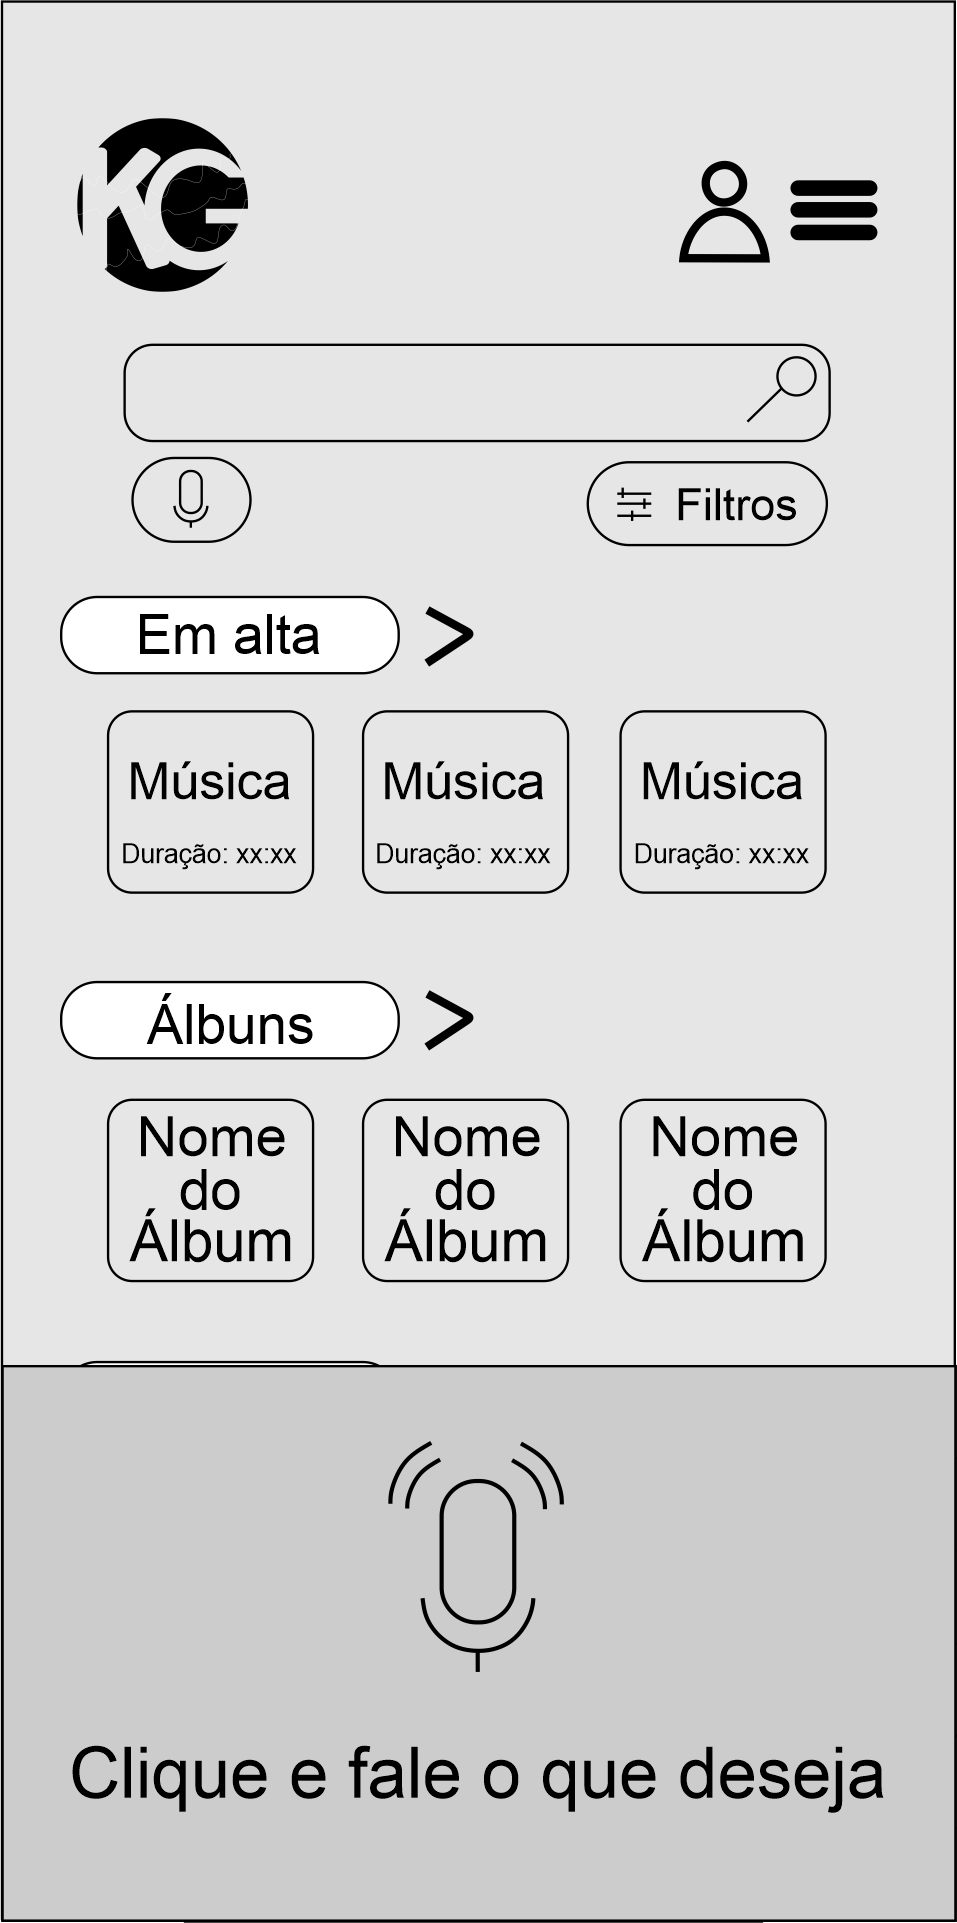 KG
Filtros
Em alta >
Música
Duração: xx:xx
Música
Duração: xx:xx
Música
Duração: xx:xx
Álbuns >
Nome
do
Álbum
Nome
do
Álbum
Nome
do
Álbum
Clique e fale o que deseja